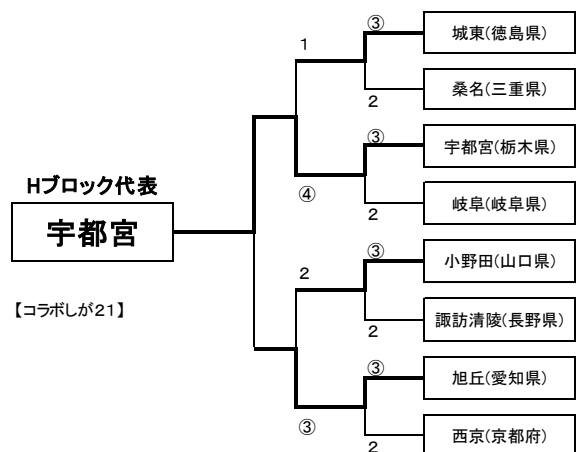 ③
城東(徳島県)
1
2
桑名(三重県)
③
宇都宮(栃木県)
④
2
岐阜(岐阜県)
Hブロック代表
宇都宮
【コラボしが21】
③
小野田(山口県)
2
2
諏訪清陵(長野県)
③
旭丘(愛知県)
③
2
西京(京都府)